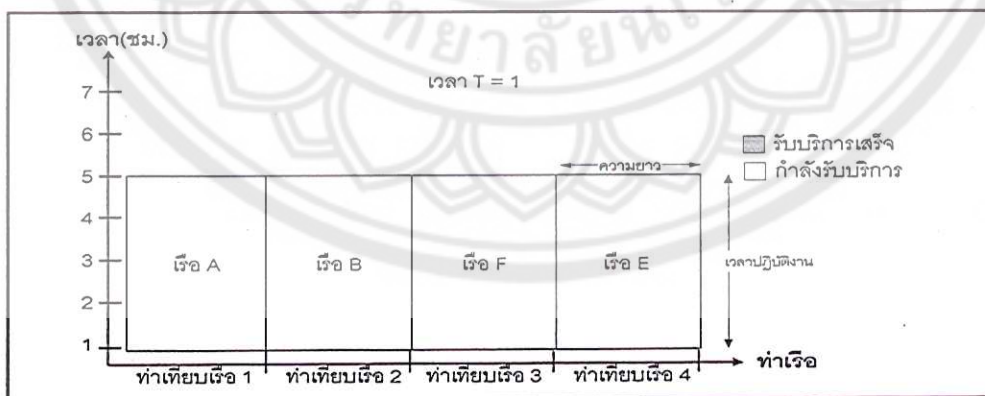 เวลา(ชม.)
เวลา T = 1
7
6
5
4
3
2
1
ความยาว
รับบริการเสร็จ
กำลังรับบริการ
เรือ A
เรือ B
เรือ F
เรือ E
เวลาปฏิบัติงาน
ท่าเรือ
ท่าเทียบเรือ 1
ท่าเทียบเรือ 2
ท่าเทียบเรือ 3
ท่าเทียบเรือ 4